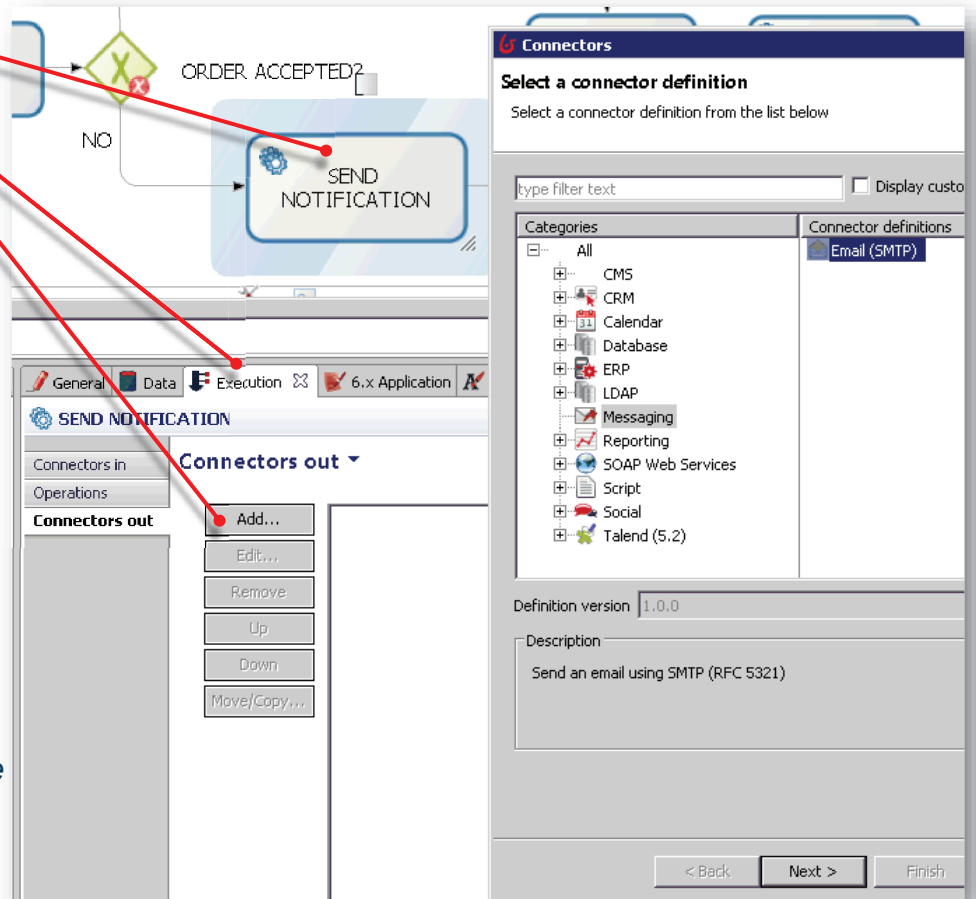 ORDER ACCEPTED?
NO
SEND
NOTIFICATION
General
Data
Execution
6.x Application
SEND NOTIFICATION
Connectors in
Operations
Connectors out
Connectors out
Add...
Edit...
Remove
Up
Down
Move/Copy...
e
Connectors
Select a connector definition
Select a connector definition from the list below
type filter text
Display custo
Categories
Connector definitions
All
CMS
CRM
31
Calendar
Database
ERP
LDAP
Messaging
Reporting
SOAP Web Services
Script
Social
Talend (5.2)
Email (SMTP)
Definition version 1.0.0
Description
Send an email using SMTP (RFC 5321)
< Back
Next >
Finish